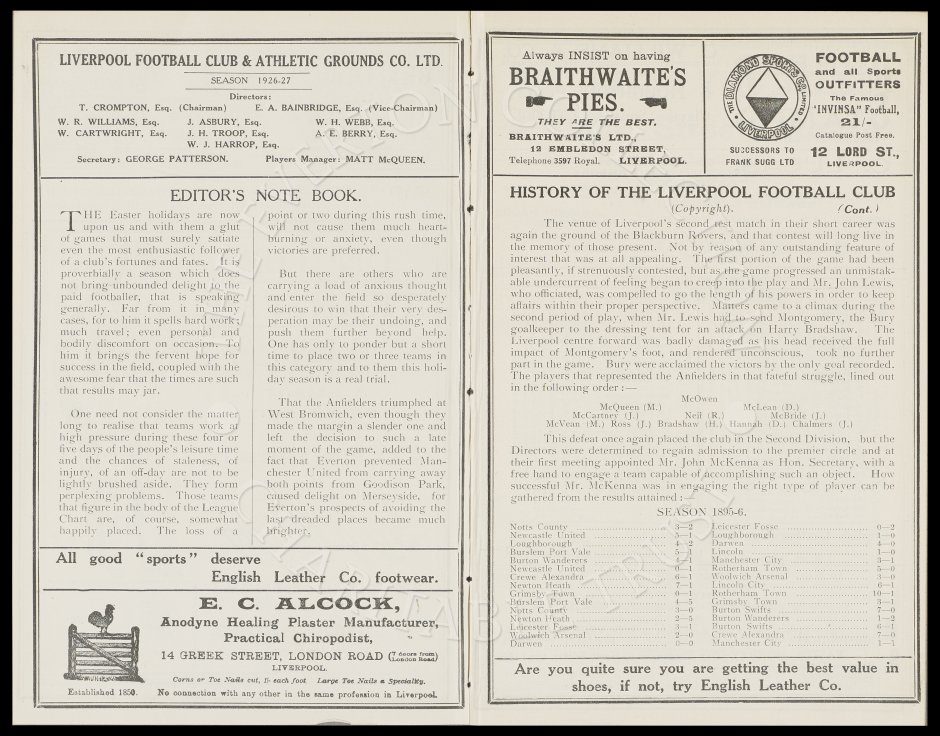 LIVERPOOL FOOTBALL CLUB & ATHLETIC GROUNDS CO. LTD.
SEASON 1926-27
Directors:
T. CROMPTON, Esq. (Chairman) E. A. BAINBRIDGE, Esq. (Vice-Chairman)
W. R. WILLIAMS, Esq. J. ASBURY, Esq. W. H. WEBB, Esq.
W. CARTWRIGHT, Esq. J. H. TROOP, Esq. A. E. BERRY, Esq.
W. J. HARROP, Esq.
Secretary: GEORGE PATTERSON. Players Manager: MATT McQUEEN.
EDITOR'S NOTE BOOK.
THE Easter holidays are now
upon us and with them a glut
of games that must surely satiate
even the most enthusiastic follower
of a club's fortunes and fates. It is
proverbially a season which does
not bring unbounded delight to the
paid footballer, that is speaking
generally. Far from it in many
cases, for to him it spells hard work;
much travel; even personal and
bodily discomfort on occasion. To
him it brings the fervent hope for
success in the field, coupled with the
awesome fear that the times are such
that results may jar.
One need not consider the matter
long to realise that teams work at
high pressure during these four or
five days of the people's leisure time
and the chances of staleness, of
injury, of an off-day are not to be
lightly brushed aside. They form
perplexing problems. Those teams
that figure in the body of the League
Chart are, of course, somewhat
happily placed. The loss of a
point or two during this rush time,
will not cause them much heart-
burning or anxiety, even though
victories are preferred.
But there are others who are
carrying a load of anxious thought
and enter the field so desperately
desirous to win that their very des-
peration may be their undoing, and
push them further beyond help.
One has only to ponder but a short
time to place two or three teams in
this category and to them this holi-
day season is a real trial.
That the Anfielders triumphed at
West Bromwich, even though they
made the margin a slender one and
left the decision to such a late
moment of the game, added to the
fact that Everton prevented Man-
chester United from carrying away
both points from Goodison Park,
caused delight on Merseyside, for
Everton's prospects of avoiding the
last dreaded places became much
brighter.
All good "sports" deserve
English Leather Co. footwear.
E. C. ALCOCK,
Anodyne Healing Plaster Manufacturer,
Practical Chiropodist,
14 GREEK STREET, LONDON ROAD (7 doors from London Road)
LIVERPOOL.
Corns or Toe Nails cut, 1/- each foot Large Toe Nails a Speciality.
Established 1850. No connection with any other in the same profession in Liverpool.
Always INSIST on having
BRAITHWAITE'S
PIES.
THEY ARE THE BEST.
BRAITHWAITE'S LTD.,
12 EMBLEDON STREET,
Telephone 3597 Royal. LIVERPOOL.
THE DIAMOND SPORTS CO. LIMITED
LIVERPOOL
SUCCESSORS TO
FRANK SUGG LTD
FOOTBALL
and all Sports
OUTFITTERS
The Famous
"INVINSA" Football,
21/-
Catalogue Post Free.
12 LORD ST.,
LIVERPOOL.
HISTORY OF THE LIVERPOOL FOOTBALL CLUB
(Copyright). (Cont.)
The venue of Liverpool's second test match in their short career was
again the ground of the Blackburn Rovers, and that contest will long live in
the memory of those present. Not by reason of any outstanding feature of
interest that was at all appealing. The first portion of the game had been
pleasantly, if strenuously contested, but as the game progressed an unmistak-
able undercurrent of feeling began to creep into the play and Mr. John Lewis,
who officiated, was compelled to go the length of his powers in order to keep
affairs within their proper perspective. Matters came to a climax during the
second period of play, when Mr. Lewis had to send Montgomery, the Bury
goalkeeper to the dressing tent for an attack on Harry Bradshaw. The
Liverpool centre forward was badly damaged as his head received the full
impact of Montgomery's foot, and rendered unconscious, took no further
part in the game. Bury were acclaimed the victors by the only goal recorded.
The players that represented the Anfielders in that fateful struggle, lined out
in the following order:—
McOwen
McQueen (M.) McLean (D.)
McCartney (J.) Neil (R.) McBride (J.)
McVean (M.) Ross (J.) Bradshaw (H.) Hannah (D.) Chalmers (J.)
This defeat once again placed the club in the Second Division, but the
Directors were determined to regain admission to the premier circle and at
their first meeting appointed Mr. John McKenna as Hon. Secretary, with a
free hand to engage a team capable of accomplishing such an object. How
successful Mr. McKenna was in engaging the right type of player can be
gathered from the results attained:—
SEASON 1895-6.
Notts County 3—2 Leicester Fosse 0—2
Newcastle United 5—1 Loughborough 1—0
Loughborough 4—2 Darwen 4—0
Burslem Port Vale 5—1 Lincoln 1—0
Burton Wanderers 4—1 Manchester City 3—1
Newcastle United Rotherham Town 5—0
Crewe Alexandra 6—1 Woolwich Arsenal 3—0
Newton Heath 7—1 Lincoln City 6—1
Grimsby Town 0—1 Rotherham Town 10—1
Burslem Port Vale 4—5 Grimsby Town 3—1
Notts County 3—0 Burton Swifts 7—0
Newton Heath 2—5 Burton Wanderers 1—2
Leicester Fosse 3—1 Burton Swifts 6—1
Woolwich Arsenal 2—0 Crewe Alexandra 7—0
Darwen 0—0 Manchester City 1—1
Are you quite sure you are getting the best value in
shoes, if not, try English Leather Co.
EVERTON COLLECTION
CHARITABLE TRUST